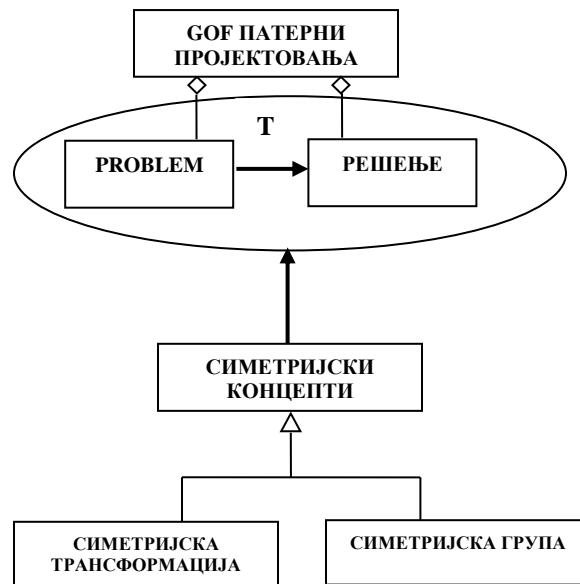 GOF ПАТЕРНИ
ПРОЈЕКТОВАЊА
T
PROBLEM
РЕШЕЊЕ
СИМЕТРИЈСКИ
КОНЦЕПТИ
СИМЕТРИЈСКА
ТРАНСФОРМАЦИЈА
СИМЕТРИЈСКА ГРУПА